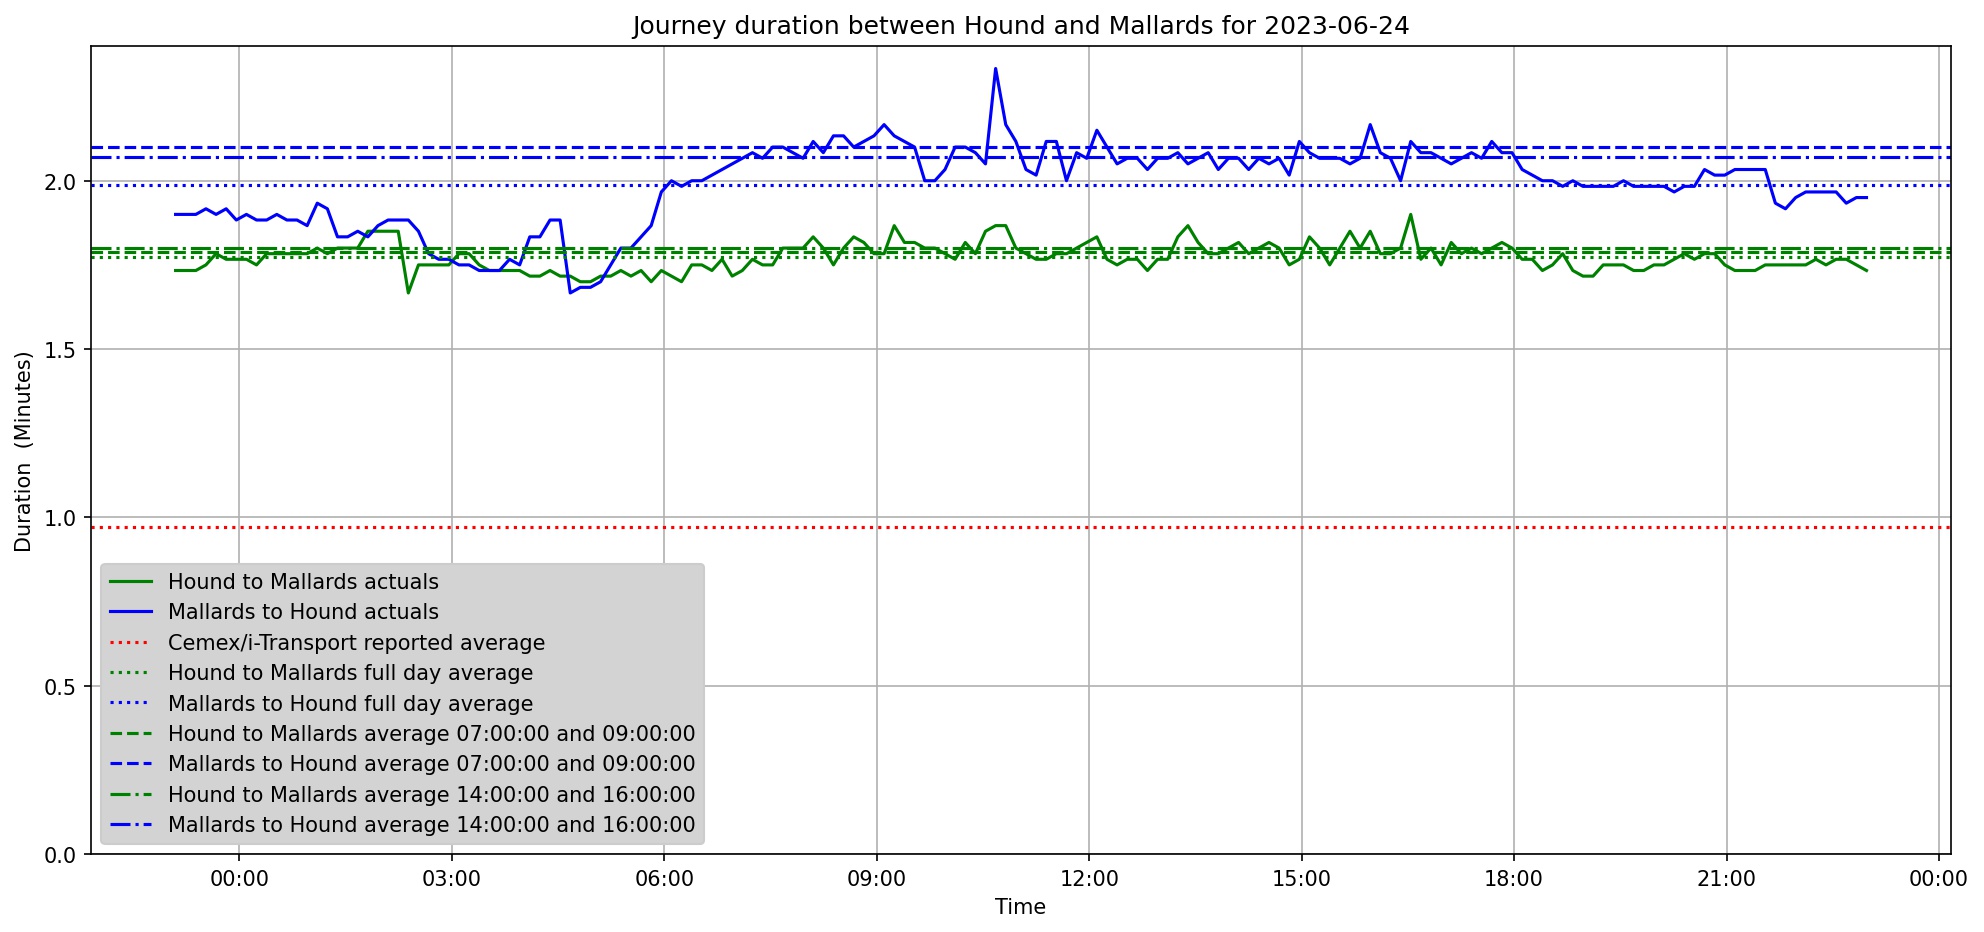 Journey duration between Hound and Mallards for 2023-06-24
Duration  (Minutes)
2.0
1.5
1.0
0.5
0.0
Hound to Mallards actuals
Mallards to Hound actuals
Cemex/i-Transport reported average
Hound to Mallards full day average
Mallards to Hound full day average
Hound to Mallards average 07:00:00 and 09:00:00
Mallards to Hound average 07:00:00 and 09:00:00
Hound to Mallards average 14:00:00 and 16:00:00
Mallards to Hound average 14:00:00 and 16:00:00
00:00 03:00 06:00 09:00 12:00 15:00 18:00 21:00 00:00
Time